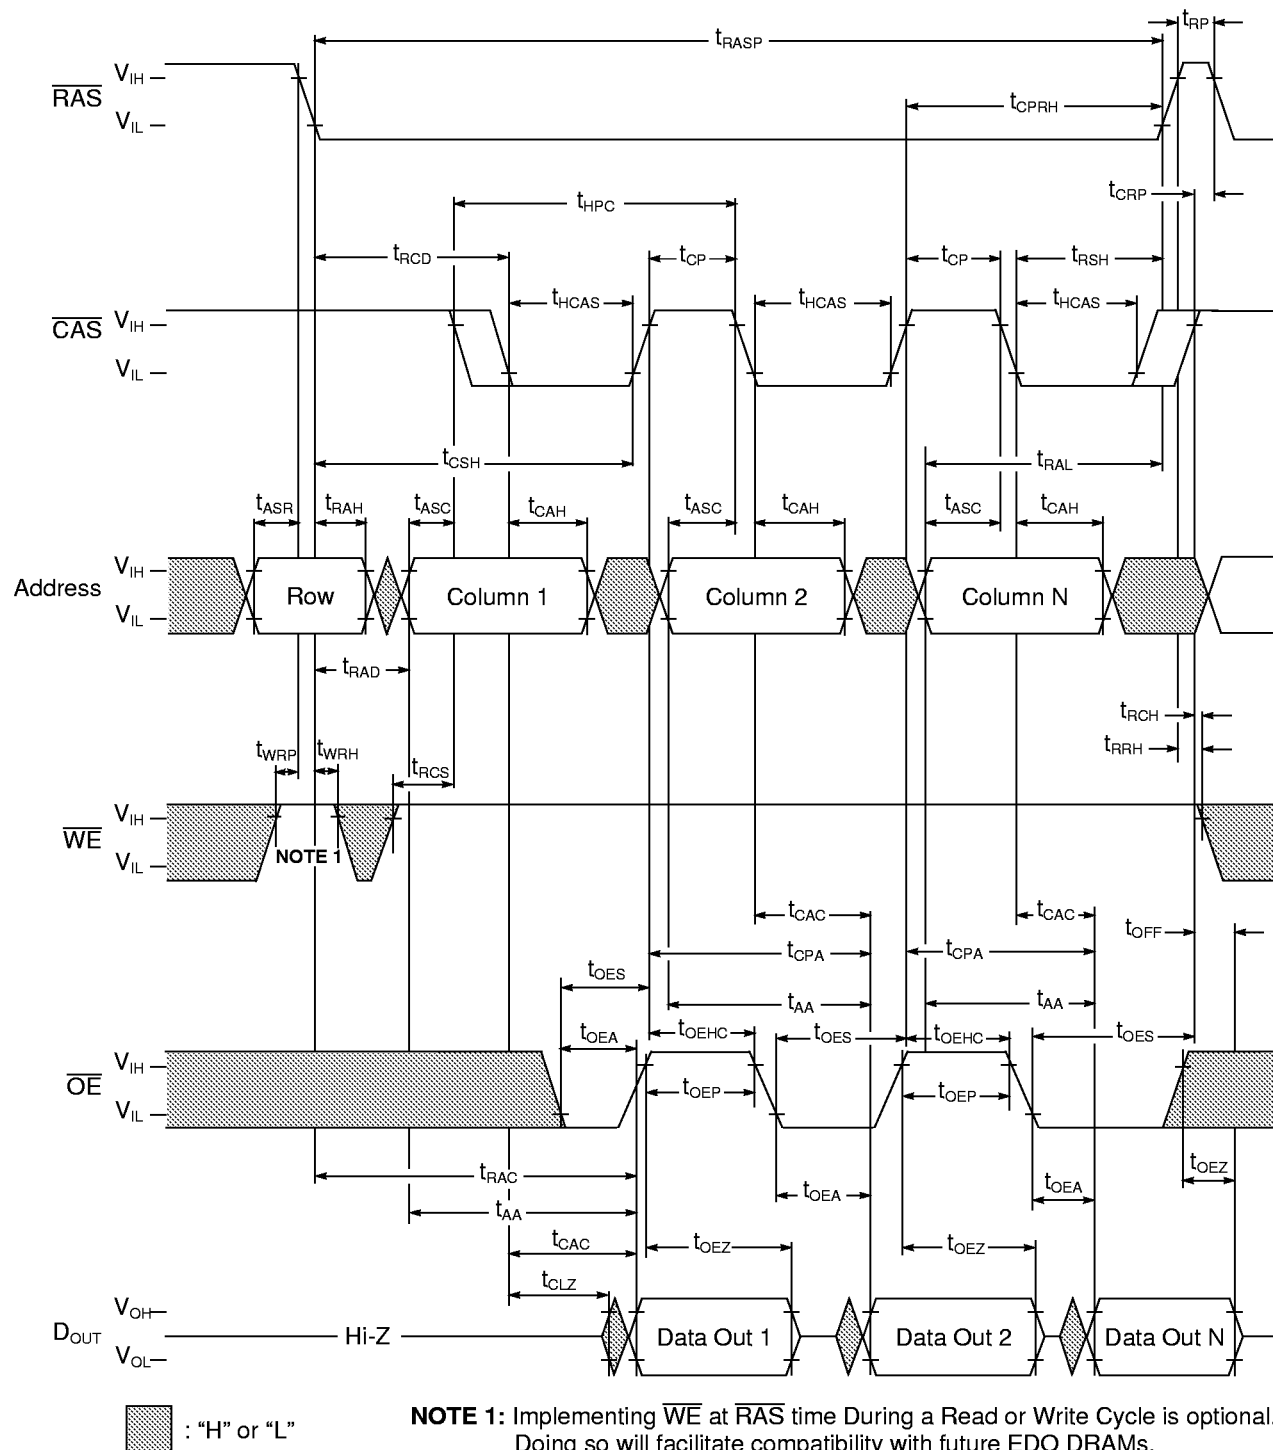 tRP
tRASP
VIH
RAS
tCPRH
VIL
tCRP
tHPC
tRCD
tCP
tCP
tRSH
tHCAS
tHCAS
tHCAS
VIH
CAS
VIL
tCSH
tRAL
tASR
tRAH
tASC
tCAH
tASC
tCAH
tASC
tCAH
VIH
Address
Row
Column 1
Column 2
Column N
VIL
tRAD
tRCH
tRRH
tWRP
tWRH
tRCS
VIH
WE
NOTE 1
VIL
tCAC
tCAC
tOFF
tCPA
tCPA
tOES
tAA
tAA
tOEA
tOEHC
tOES
tOEHC
tOES
VIH
OE
tOEP
tOEP
VIL
tRAC
tOEZ
tOEA
tOEA
tAA
tCAC
tOEZ
tOEZ
tCLZ
VOH
DOUT
Hi-Z
Data Out 1
Data Out 2
Data Out N
VOL
: “H” or “L”
NOTE 1: Implementing WE at RAS time During a Read or Write Cycle is optional.
Doing so will facilitate compatibility with future EDO DRAMs.